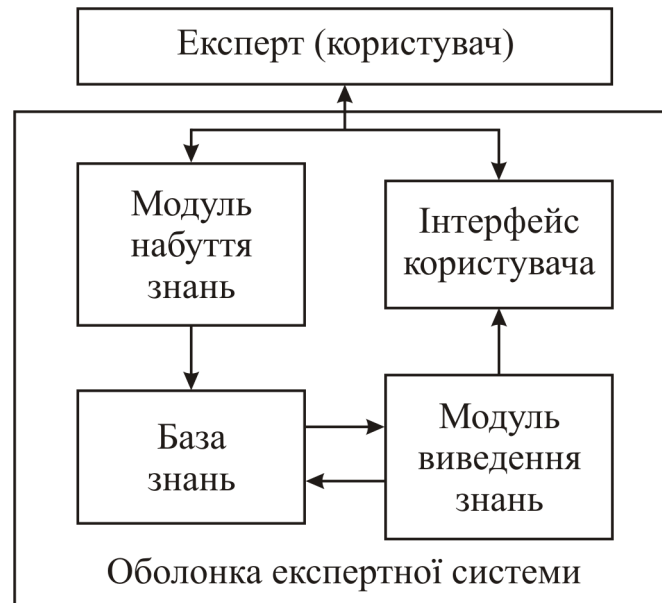 Експерт (користувач)
Модуль
набуття
знань
Інтерфейс
користувача
База
знань
Модуль
виведення
знань
Оболонка експертної системи